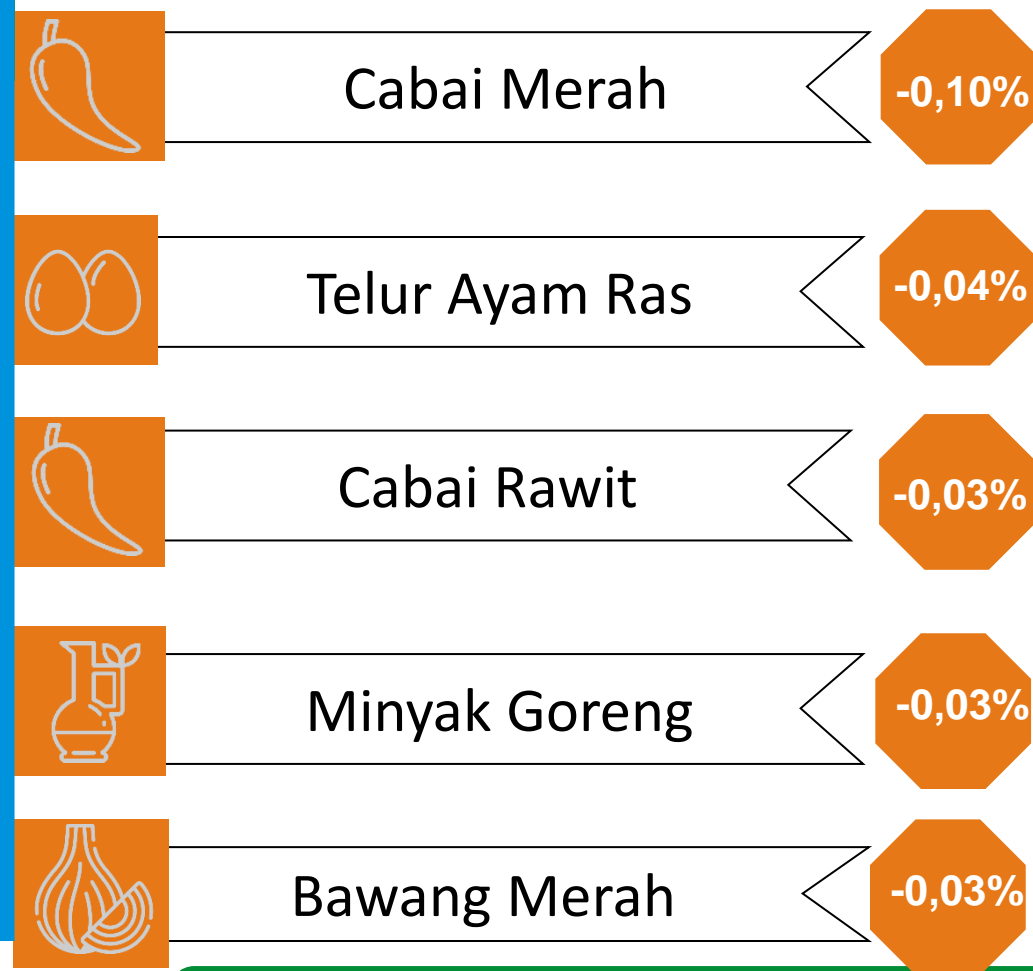 Cabai Merah
-0,10%
Telur Ayam Ras
-0,04%
Cabai Rawit
-0,03%
Minyak Goreng
-0,03%
Bawang Merah
-0,03%